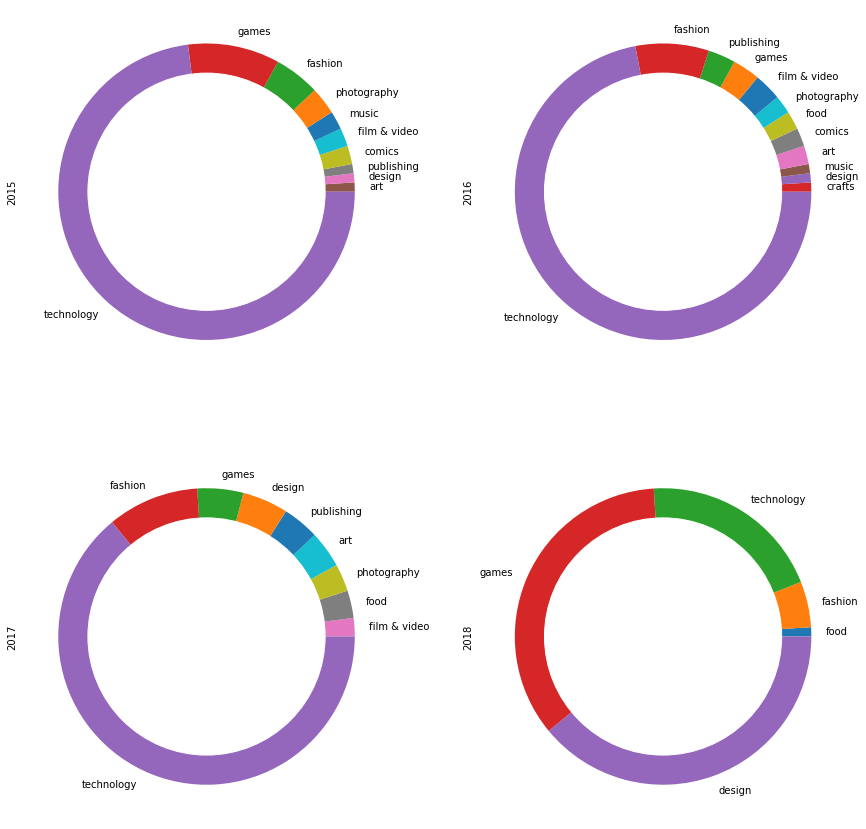 games
fashion
photography
music
film & video
comics
publishing
design
art
technology
2015
fashion
publishing
games
film & video
photography
food
comics
art
music
design
crafts
technology
2016
fashion
games
design
publishing
art
photography
food
film & video
technology
2017
technology
games
fashion
food
design
2018